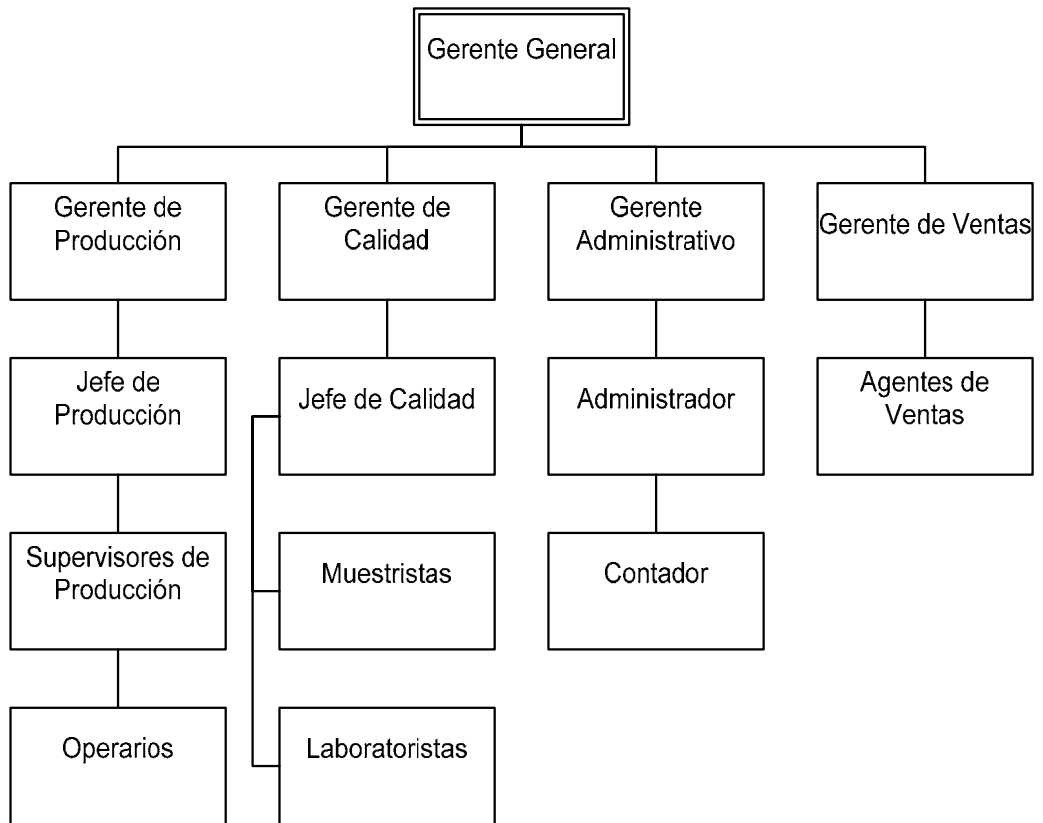 Gerente General
Gerente de
Producción
Gerente de
Calidad
Gerente
Administrativo
Gerente de Ventas
Jefe de
Producción
Jefe de Calidad
Administrador
Agentes de
Ventas
Supervisores de
Producción
Muestristas
Contador
Operarios
Laboratoristas